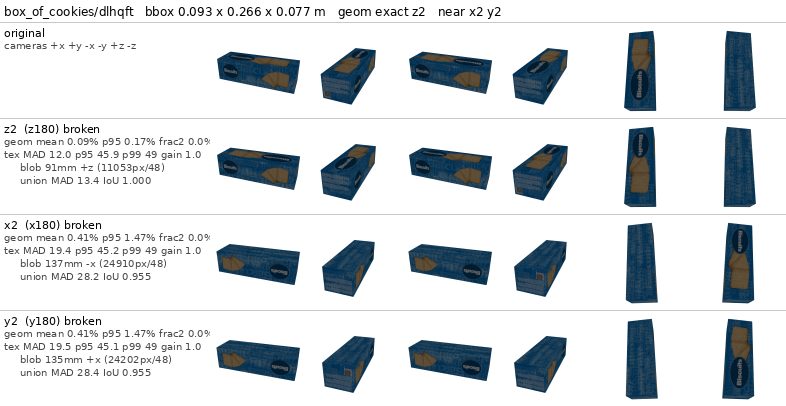 box_of_cookies/dlhqft bbox 0.093 x 0.266 x 0.077 m geom exact z2 near x2 y2
original
cameras +x +y -x -y +z -z
Biscuits
z2 (z180) broken
geom mean 0.09% p95 0.17% frac2 0.0%
tex MAD 12.0 p95 45.9 p99 49 gain 1.0
blob 91mm +z (11053px/48)
union MAD 13.4 IoU 1.000
Biscuits
x2 (x180) broken
geom mean 0.41% p95 1.47% frac2 0.0%
tex MAD 19.4 p95 45.2 p99 49 gain 1.0
blob 137mm -x (24910px/48)
union MAD 28.2 IoU 0.955
Biscuits
y2 (y180) broken
geom mean 0.41% p95 1.47% frac2 0.0%
tex MAD 19.5 p95 45.1 p99 49 gain 1.0
blob 135mm +x (24202px/48)
union MAD 28.4 IoU 0.955
Biscuits